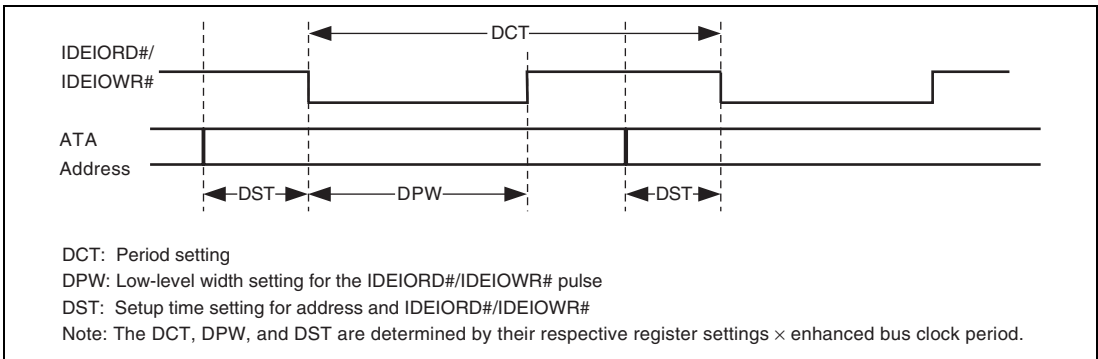 DCT
IDEIORD#/
IDEIOWR#
ATA
Address
DST
DPW
DST
DCT: Period setting
DPW: Low-level width setting for the IDEIORD#/IDEIOWR# pulse
DST: Setup time setting for address and IDEIORD#/IDEIOWR#
Note: The DCT, DPW, and DST are determined by their respective register settings × enhanced bus clock period.